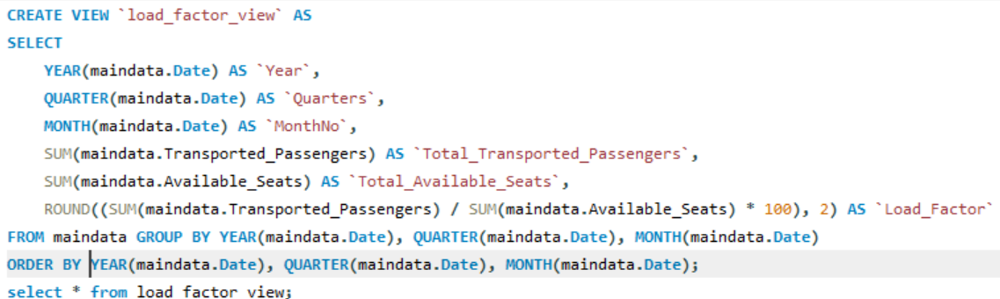 CREATE VIEW `load_factor_view` AS
SELECT
YEAR(maindata.Date) AS `Year`,
QUARTER(maindata.Date) AS `Quarters`,
MONTH(maindata.Date) AS `MonthNo`,
SUM(maindata.Transported_Passengers) AS `Total_Transported_Passengers`,
SUM(maindata.Available_Seats) AS `Total_Available_Seats`,
ROUND((SUM(maindata.Transported_Passengers) / SUM(maindata.Available_Seats) * 100), 2) AS `Load_Factor`
FROM maindata GROUP BY YEAR(maindata.Date), QUARTER(maindata.Date), MONTH(maindata.Date)
ORDER BY YEAR(maindata.Date), QUARTER(maindata.Date), MONTH(maindata.Date);
select * from load factor view;